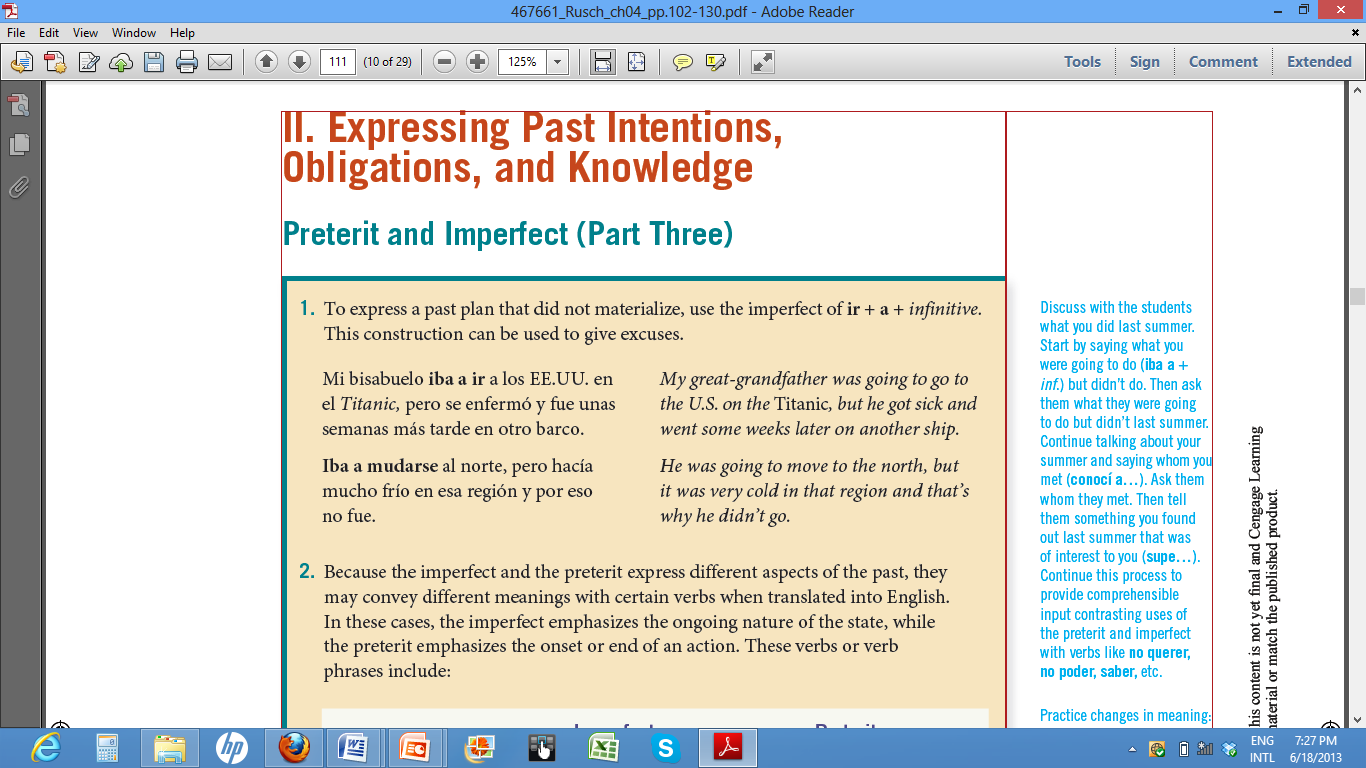 467661_Rusch_ch04_pp.102-130.pdf - Adobe Reader
File Edit View Window Help
111 (10 of 29) 125% Tools Sign Comment Extended
II. Expressing Past Intentions,
Obligations, and Knowledge
Preterit and Imperfect (Part Three)
1. To express a past plan that did not materialize, use the imperfect of ir + a + infinitive.
This construction can be used to give excuses.
Mi bisabuelo iba a ir a los EE.UU. en
el Titanic, pero se enfermó y fue unas
semanas más tarde en otro barco.
My great-grandfather was going to go to
the U.S. on the Titanic, but he got sick and
went some weeks later on another ship.
Iba a mudarse al norte, pero hacía
mucho frío en esa región y por eso
no fue.
He was going to move to the north, but
it was very cold in that region and that's
why he didn't go.
2. Because the imperfect and the preterit express different aspects of the past, they
may convey different meanings with certain verbs when translated into English.
In these cases, the imperfect emphasizes the ongoing nature of the state, while
the preterit emphasizes the onset or end of an action. These verbs or verb
phrases include:
Discuss with the students
what you did last summer.
Start by saying what you
were going to do (iba a +
inf.) but didn't do. Then ask
them what they were going
to do but didn't last summer.
Continue talking about your
summer and saying whom you
met (conocí a…). Ask them
whom they met. Then tell
them something you found
out last summer that was
of interest to you (supe…).
Continue this process to
provide comprehensible
input contrasting uses of
the preterit and imperfect
with verbs like no querer,
no poder, saber, etc.
Practice changes in meaning:
his content is not yet final and Cengage Learning
naterial or match the published product.
hp
ENG
INTL
7:27 PM
6/18/2013